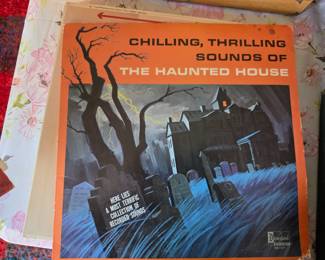 CHILLING, THRILLING
SOUNDS OF
THE HAUNTED HOUSE
HERE LIES
A MOST TERRIFIC
COLLECTION OF
RECORDED SOUNDS